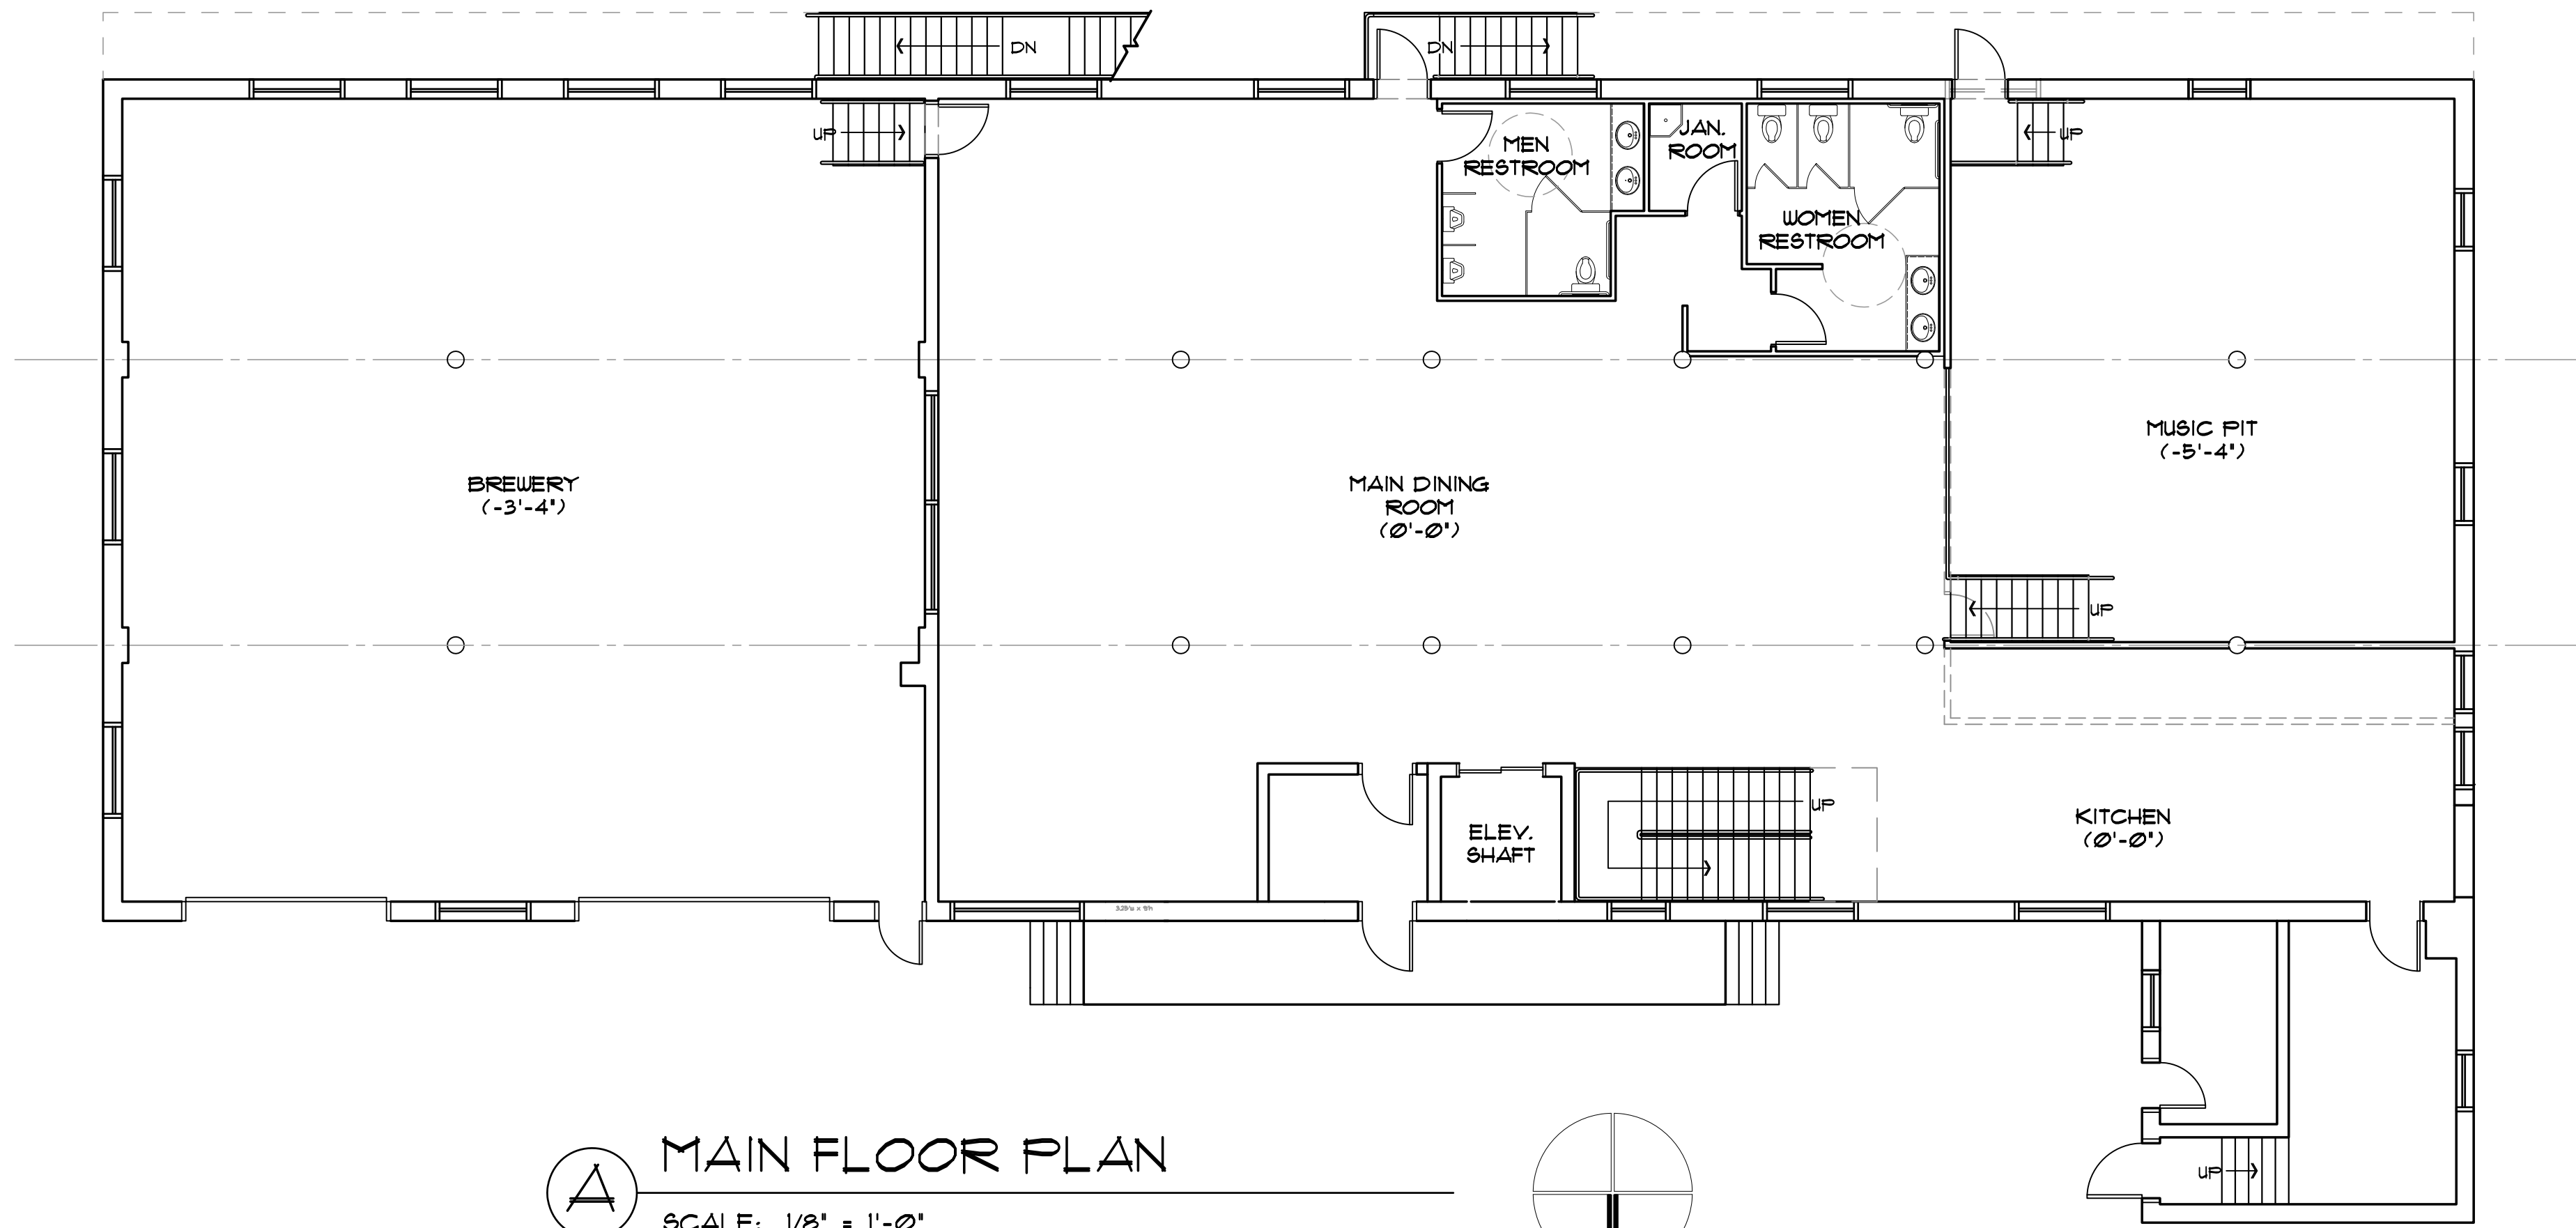 DN
DN
UP
MEN
RESTROOM
JAN.
ROOM
UP
WOMEN
RESTROOM
MUSIC PIT
(-5'-4")
BREWERY
(-3'-4")
MAIN DINING
ROOM
(0'-0")
UP
UP
KITCHEN
(0'-0")
ELEV.
SHAFT
MAIN FLOOR PLAN
A
UP
SCALE: 1/8" = 1'-0"